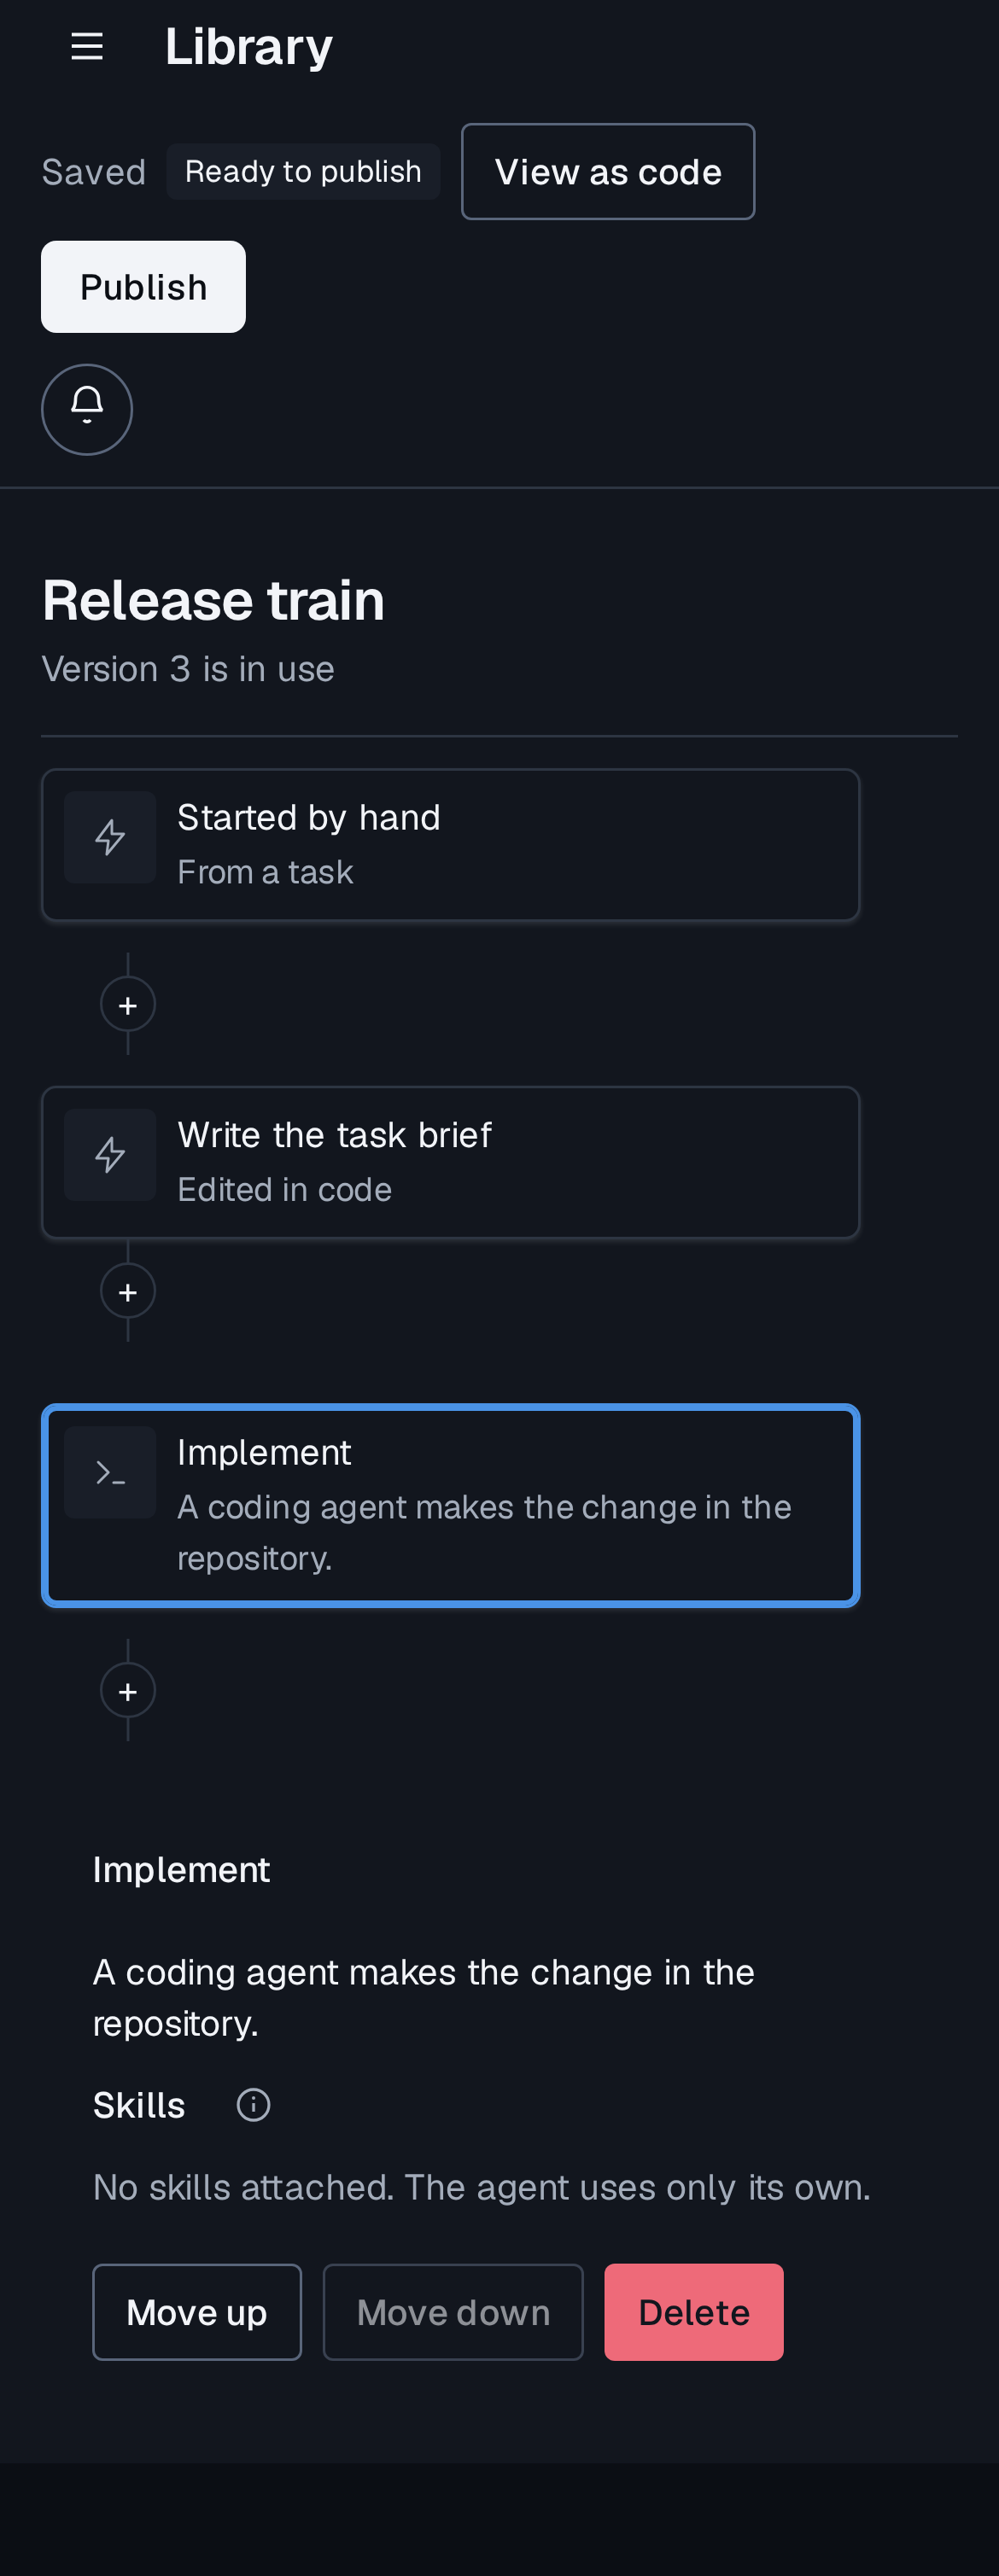 Library
Saved
Ready to publish
View as code
Publish
Release train
Version 3 is in use
Started by hand
From a task
+
Write the task brief
Edited in code
+
Implement
A coding agent makes the change in the
repository.
+
Implement
A coding agent makes the change in the
repository.
Skills
No skills attached. The agent uses only its own.
Move up
Move down
Delete